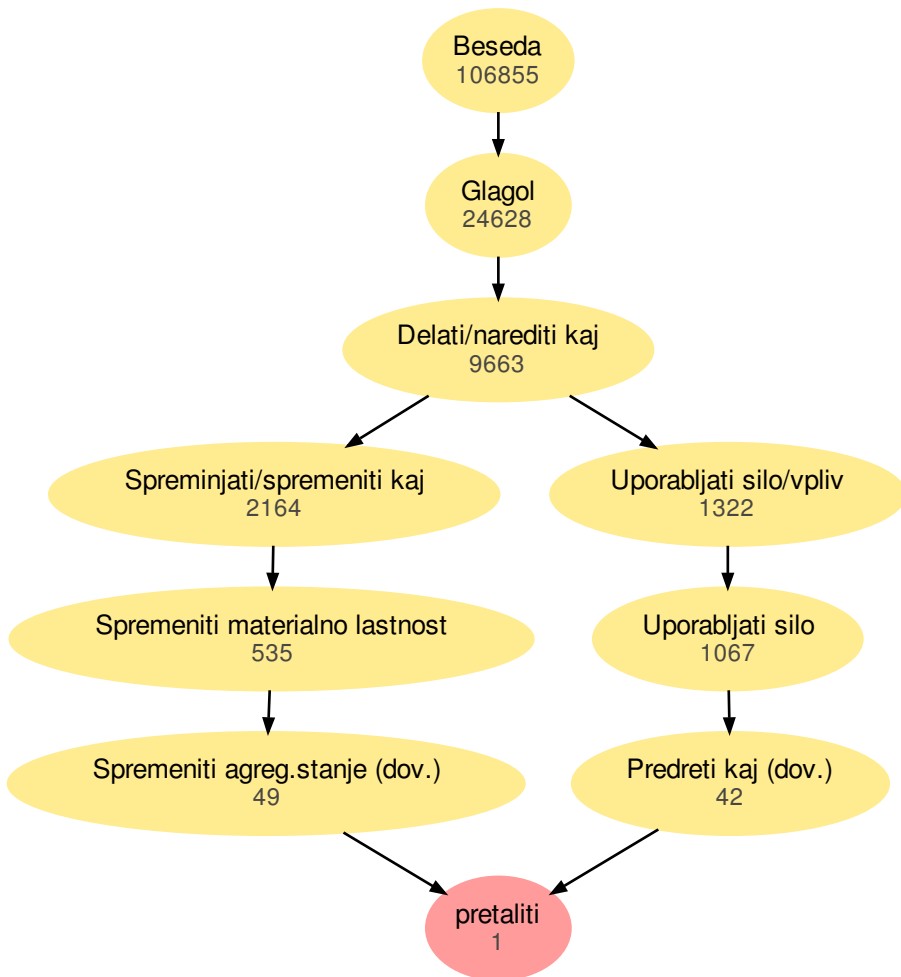 Beseda
106855
Glagol
24628
Delati/narediti kaj
9663
Spreminjati/spremeniti kaj
2164
Uporabljati silo/vpliv
1322
Spremeniti materialno lastnost
535
Uporabljati silo
1067
Spremeniti agreg.stanje (dov.)
49
Predreti kaj (dov.)
42
pretaliti
1